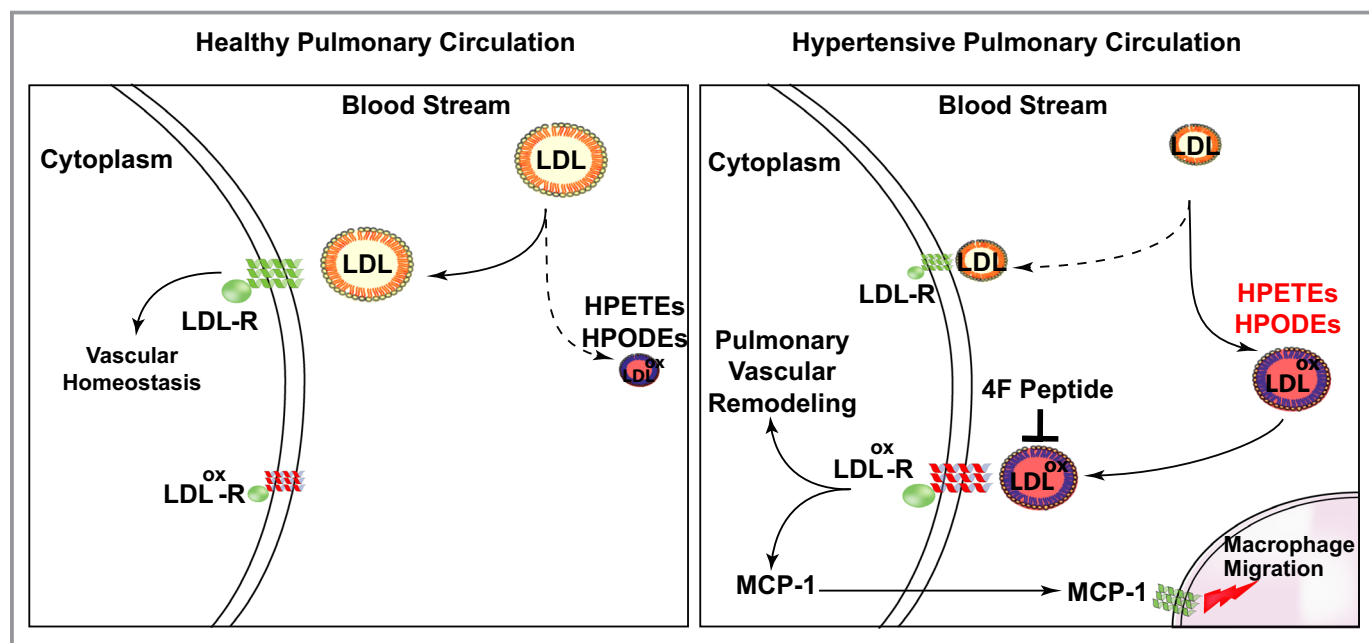 Healthy Pulmonary Circulation
Blood Stream
Cytoplasm
LDL
LDL
LDL-R
Vascular
Homeostasis
HPETEs
HPODEs
ox
LDL
ox
LDL -R
Hypertensive Pulmonary Circulation
Blood Stream
Cytoplasm
LDL
LDL
LDL-R
HPETEs
HPODEs
ox
LDL
Pulmonary
Vascular
Remodeling
4F Peptide
ox
LDL
ox
LDL -R
MCP-1
MCP-1
Macrophage
Migration